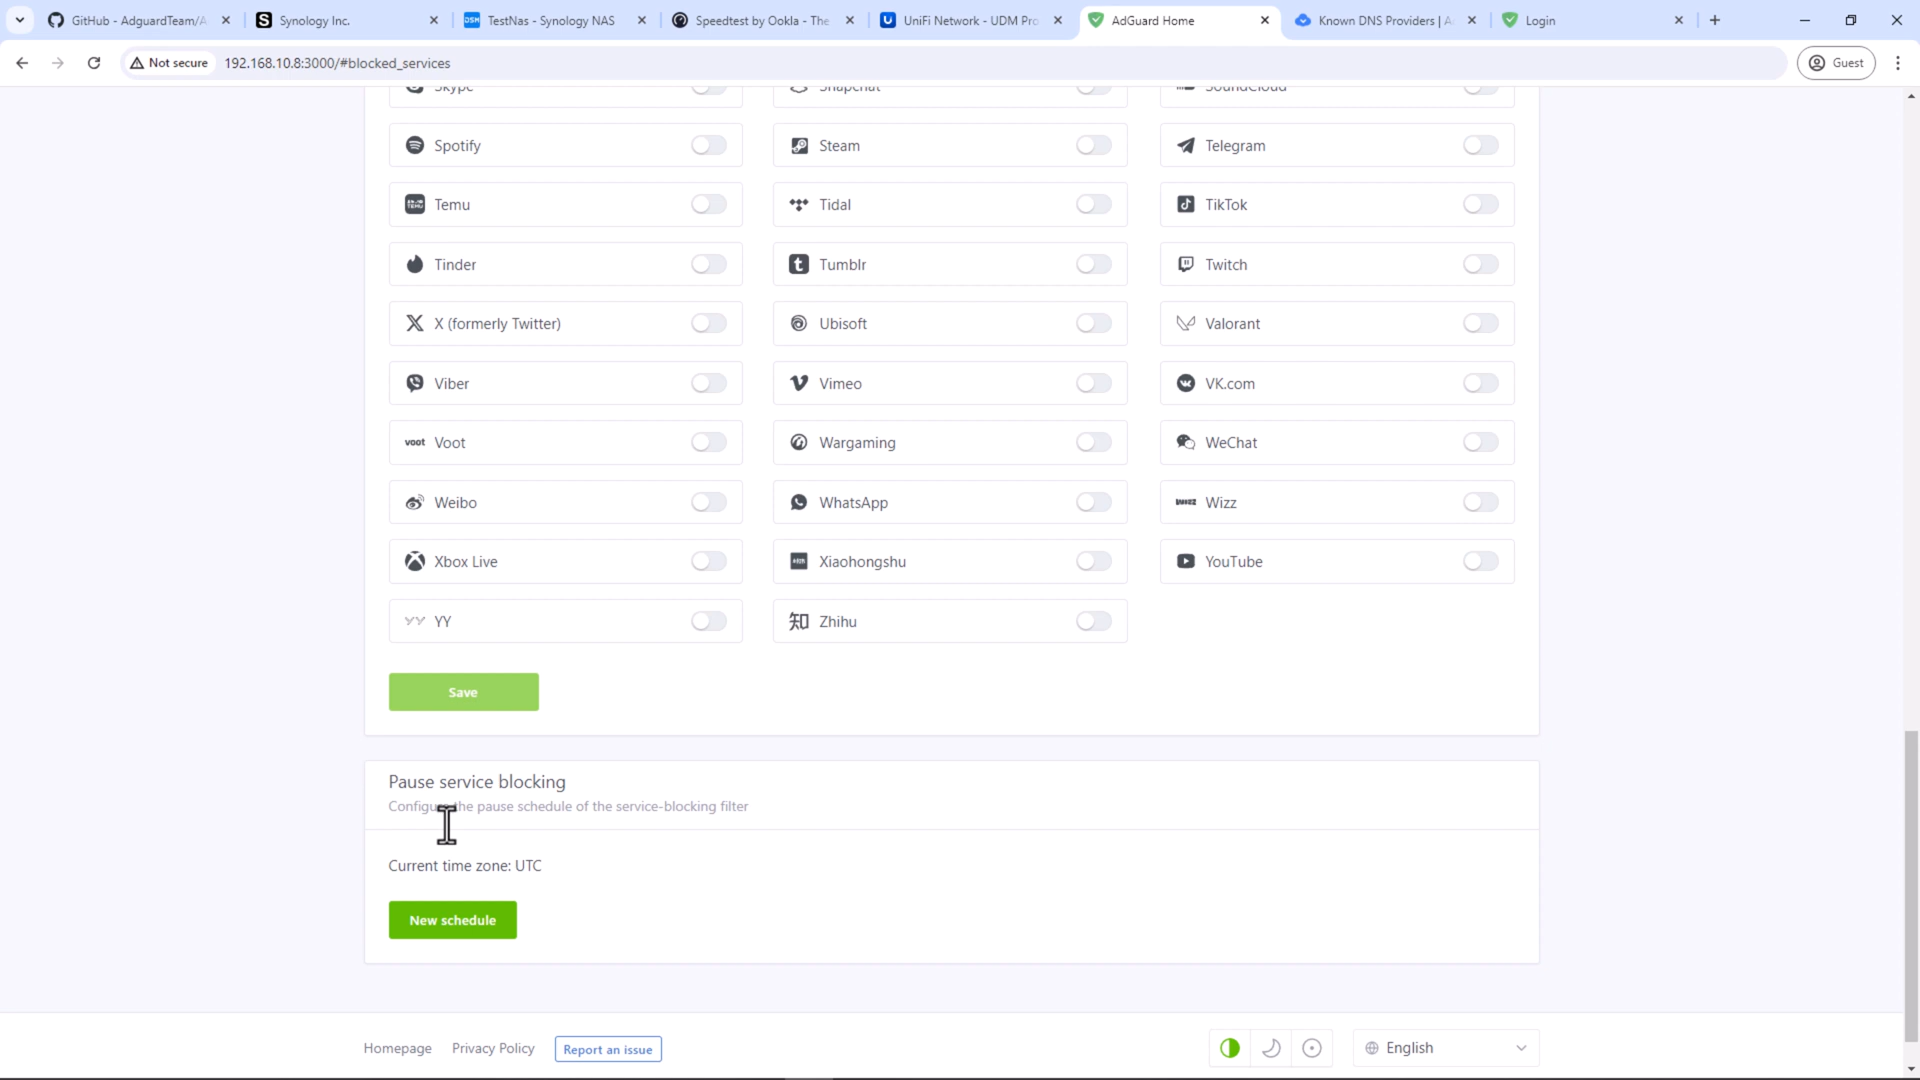 GitHub - AdguardTeam/A
Synology Inc.
DSM TestNas - Synology NAS
Speedtest by Ookla - The
UniFi Network - UDM Pro
AdGuard Home
Known DNS Providers | A
Login
Not secure 192.168.10.8:3000/#blocked_services Guest
Skype Snapchat SoundCloud
Spotify Steam Telegram
Temu Tidal TikTok
Tinder Tumblr Twitch
X (formerly Twitter) Ubisoft Valorant
Viber Vimeo VK.com
voot Voot Wargaming WeChat
Weibo WhatsApp Wizz
Xbox Live Xiaohongshu YouTube
YY 知 Zhihu
Save
Pause service blocking
Configure the pause schedule of the service-blocking filter
Current time zone: UTC
New schedule
Homepage Privacy Policy Report an issue English